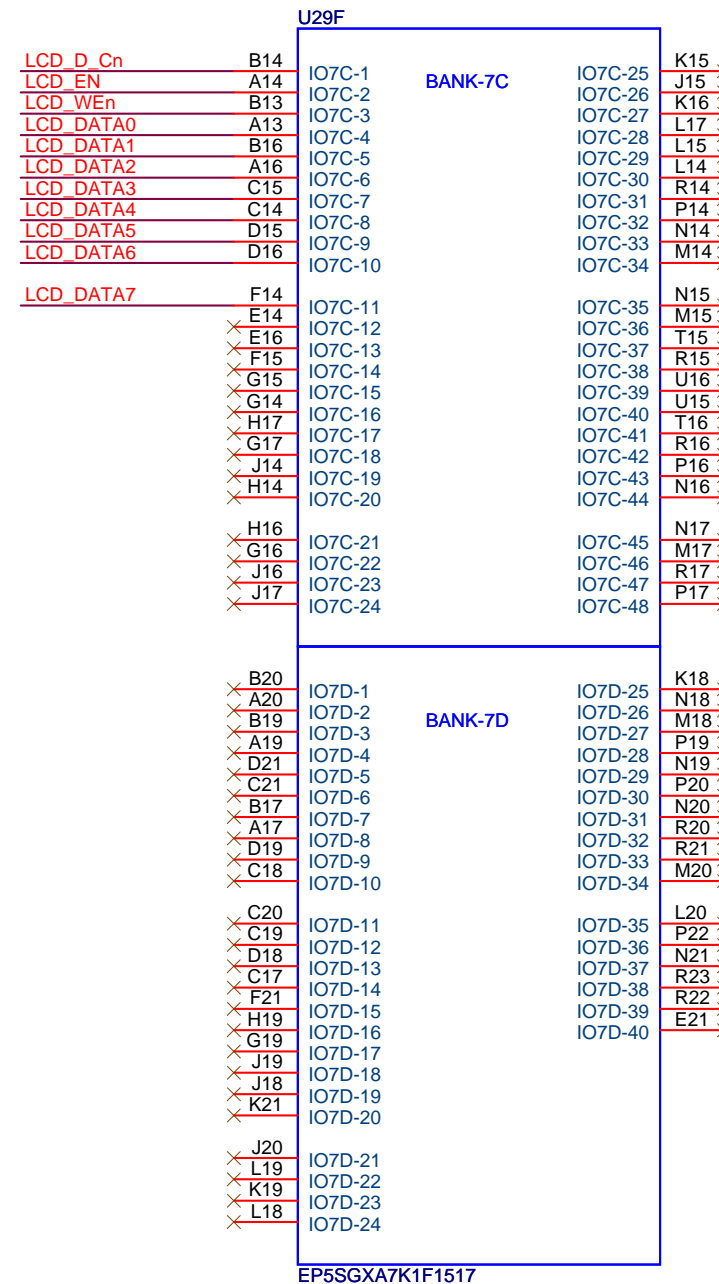 U29F
LCD_D_Cn B14 IO7C-1 BANK-7C IO7C-25 K15
LCD_EN A14 IO7C-2 IO7C-26 J15
LCD_WEn B13 IO7C-3 IO7C-27 K16
LCD_DATA0 A13 IO7C-4 IO7C-28 L17
LCD_DATA1 B16 IO7C-5 IO7C-29 L15
LCD_DATA2 A16 IO7C-6 IO7C-30 L14
LCD_DATA3 C15 IO7C-7 IO7C-31 R14
LCD_DATA4 C14 IO7C-8 IO7C-32 P14
LCD_DATA5 D15 IO7C-9 IO7C-33 N14
LCD_DATA6 D16 IO7C-10 IO7C-34 M14
LCD_DATA7 F14 IO7C-11 IO7C-35 N15
E14 IO7C-12 IO7C-36 M15
E16 IO7C-13 IO7C-37 T15
F15 IO7C-14 IO7C-38 R15
G15 IO7C-15 IO7C-39 U16
G14 IO7C-16 IO7C-40 U15
H17 IO7C-17 IO7C-41 T16
G17 IO7C-18 IO7C-42 R16
J14 IO7C-19 IO7C-43 P16
H14 IO7C-20 IO7C-44 N16
H16 IO7C-21 IO7C-45 N17
G16 IO7C-22 IO7C-46 M17
J16 IO7C-23 IO7C-47 R17
J17 IO7C-24 IO7C-48 P17
B20 IO7D-1 IO7D-25 K18
A20 IO7D-2 BANK-7D IO7D-26 N18
B19 IO7D-3 IO7D-27 M18
A19 IO7D-4 IO7D-28 P19
D21 IO7D-5 IO7D-29 N19
C21 IO7D-6 IO7D-30 P20
B17 IO7D-7 IO7D-31 N20
A17 IO7D-8 IO7D-32 R20
D19 IO7D-9 IO7D-33 R21
C18 IO7D-10 IO7D-34 M20
C20 IO7D-11 IO7D-35 L20
C19 IO7D-12 IO7D-36 P22
D18 IO7D-13 IO7D-37 N21
C17 IO7D-14 IO7D-38 R23
F21 IO7D-15 IO7D-39 R22
H19 IO7D-16 IO7D-40 E21
G19 IO7D-17
J19 IO7D-18
J18 IO7D-19
K21 IO7D-20
J20 IO7D-21
L19 IO7D-22
K19 IO7D-23
L18 IO7D-24
EP5SGXA7K1F1517